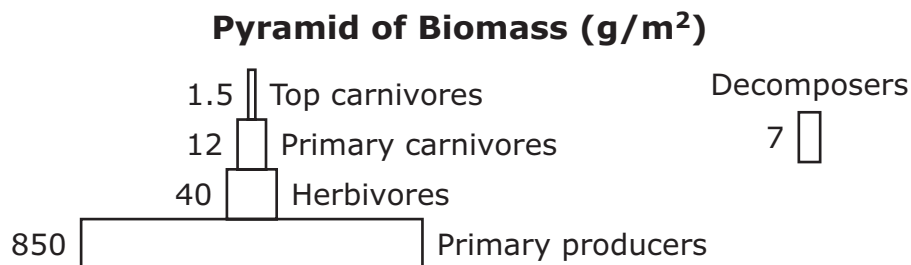 Pyramid of Biomass (g/m²)
1.5 Top carnivores
12 Primary carnivores
40 Herbivores
850 Primary producers
Decomposers
7